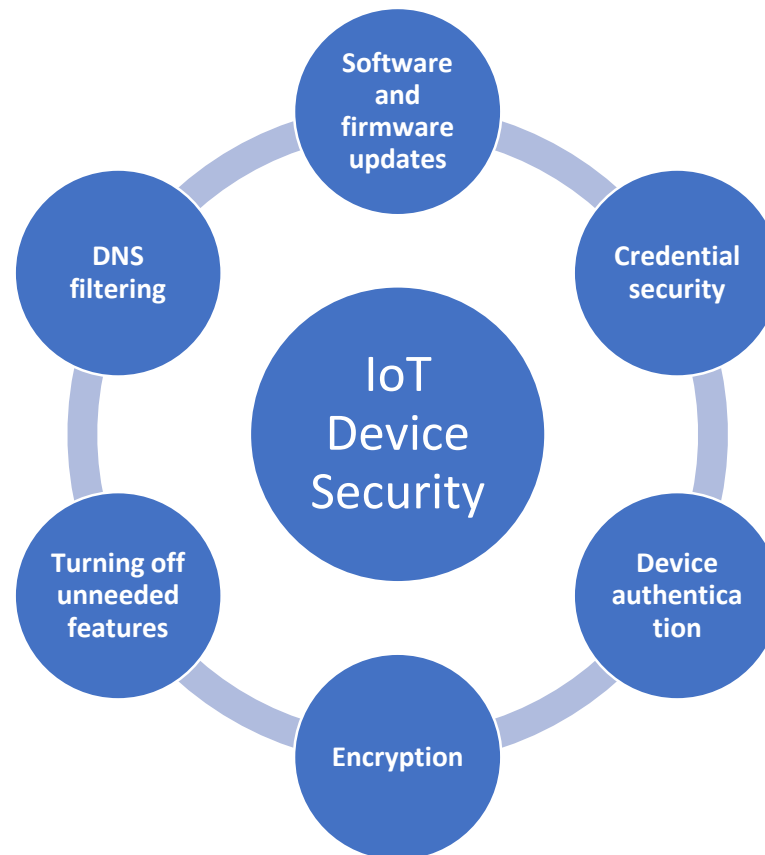 Software
and
firmware
updates
DNS
filtering
Credential
security
IoT
Device
Security
Turning off
unneeded
features
Device
authentica
tion
Encryption